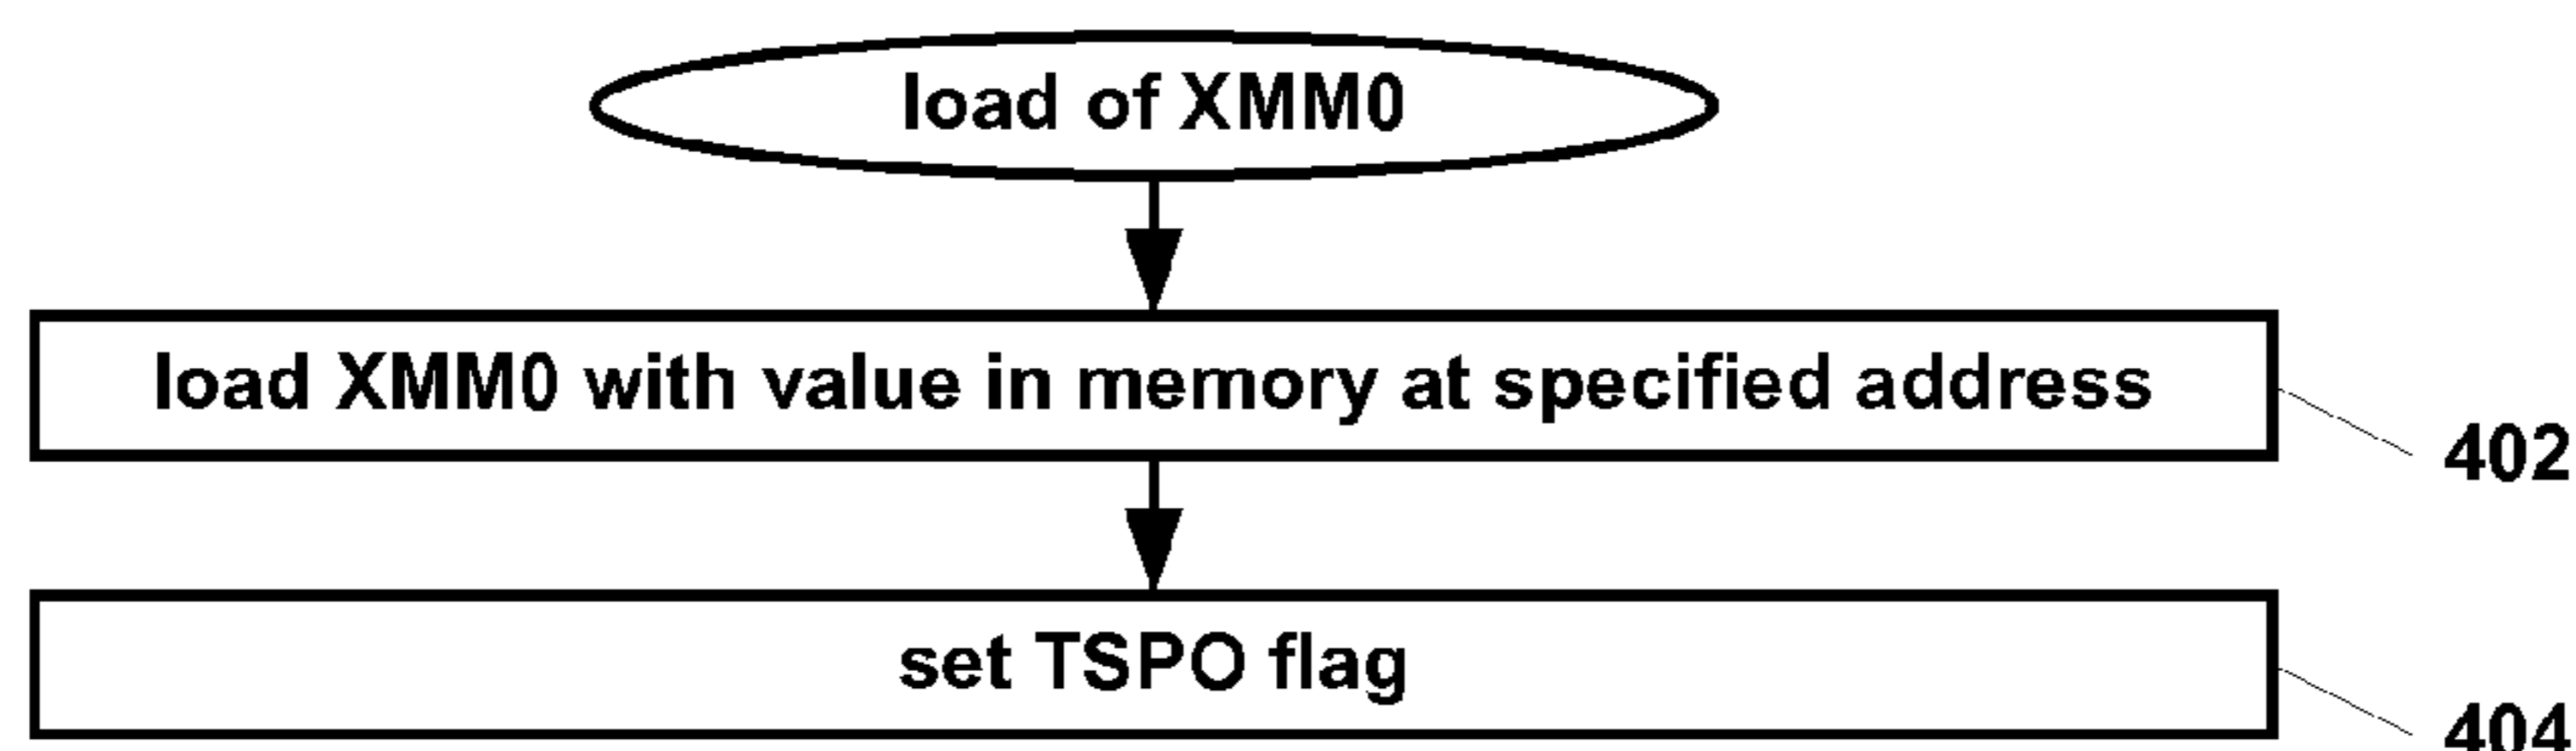 load of XMM0
load XMM0 with value in memory at specified address
402
set TSPO flag
404